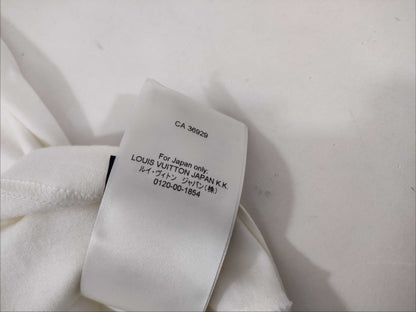 CA 36929
For Japan only:
LOUIS VUITTON JAPAN K.K.
ルイ・ヴィトン ジャパン(株)
0120-00-1854